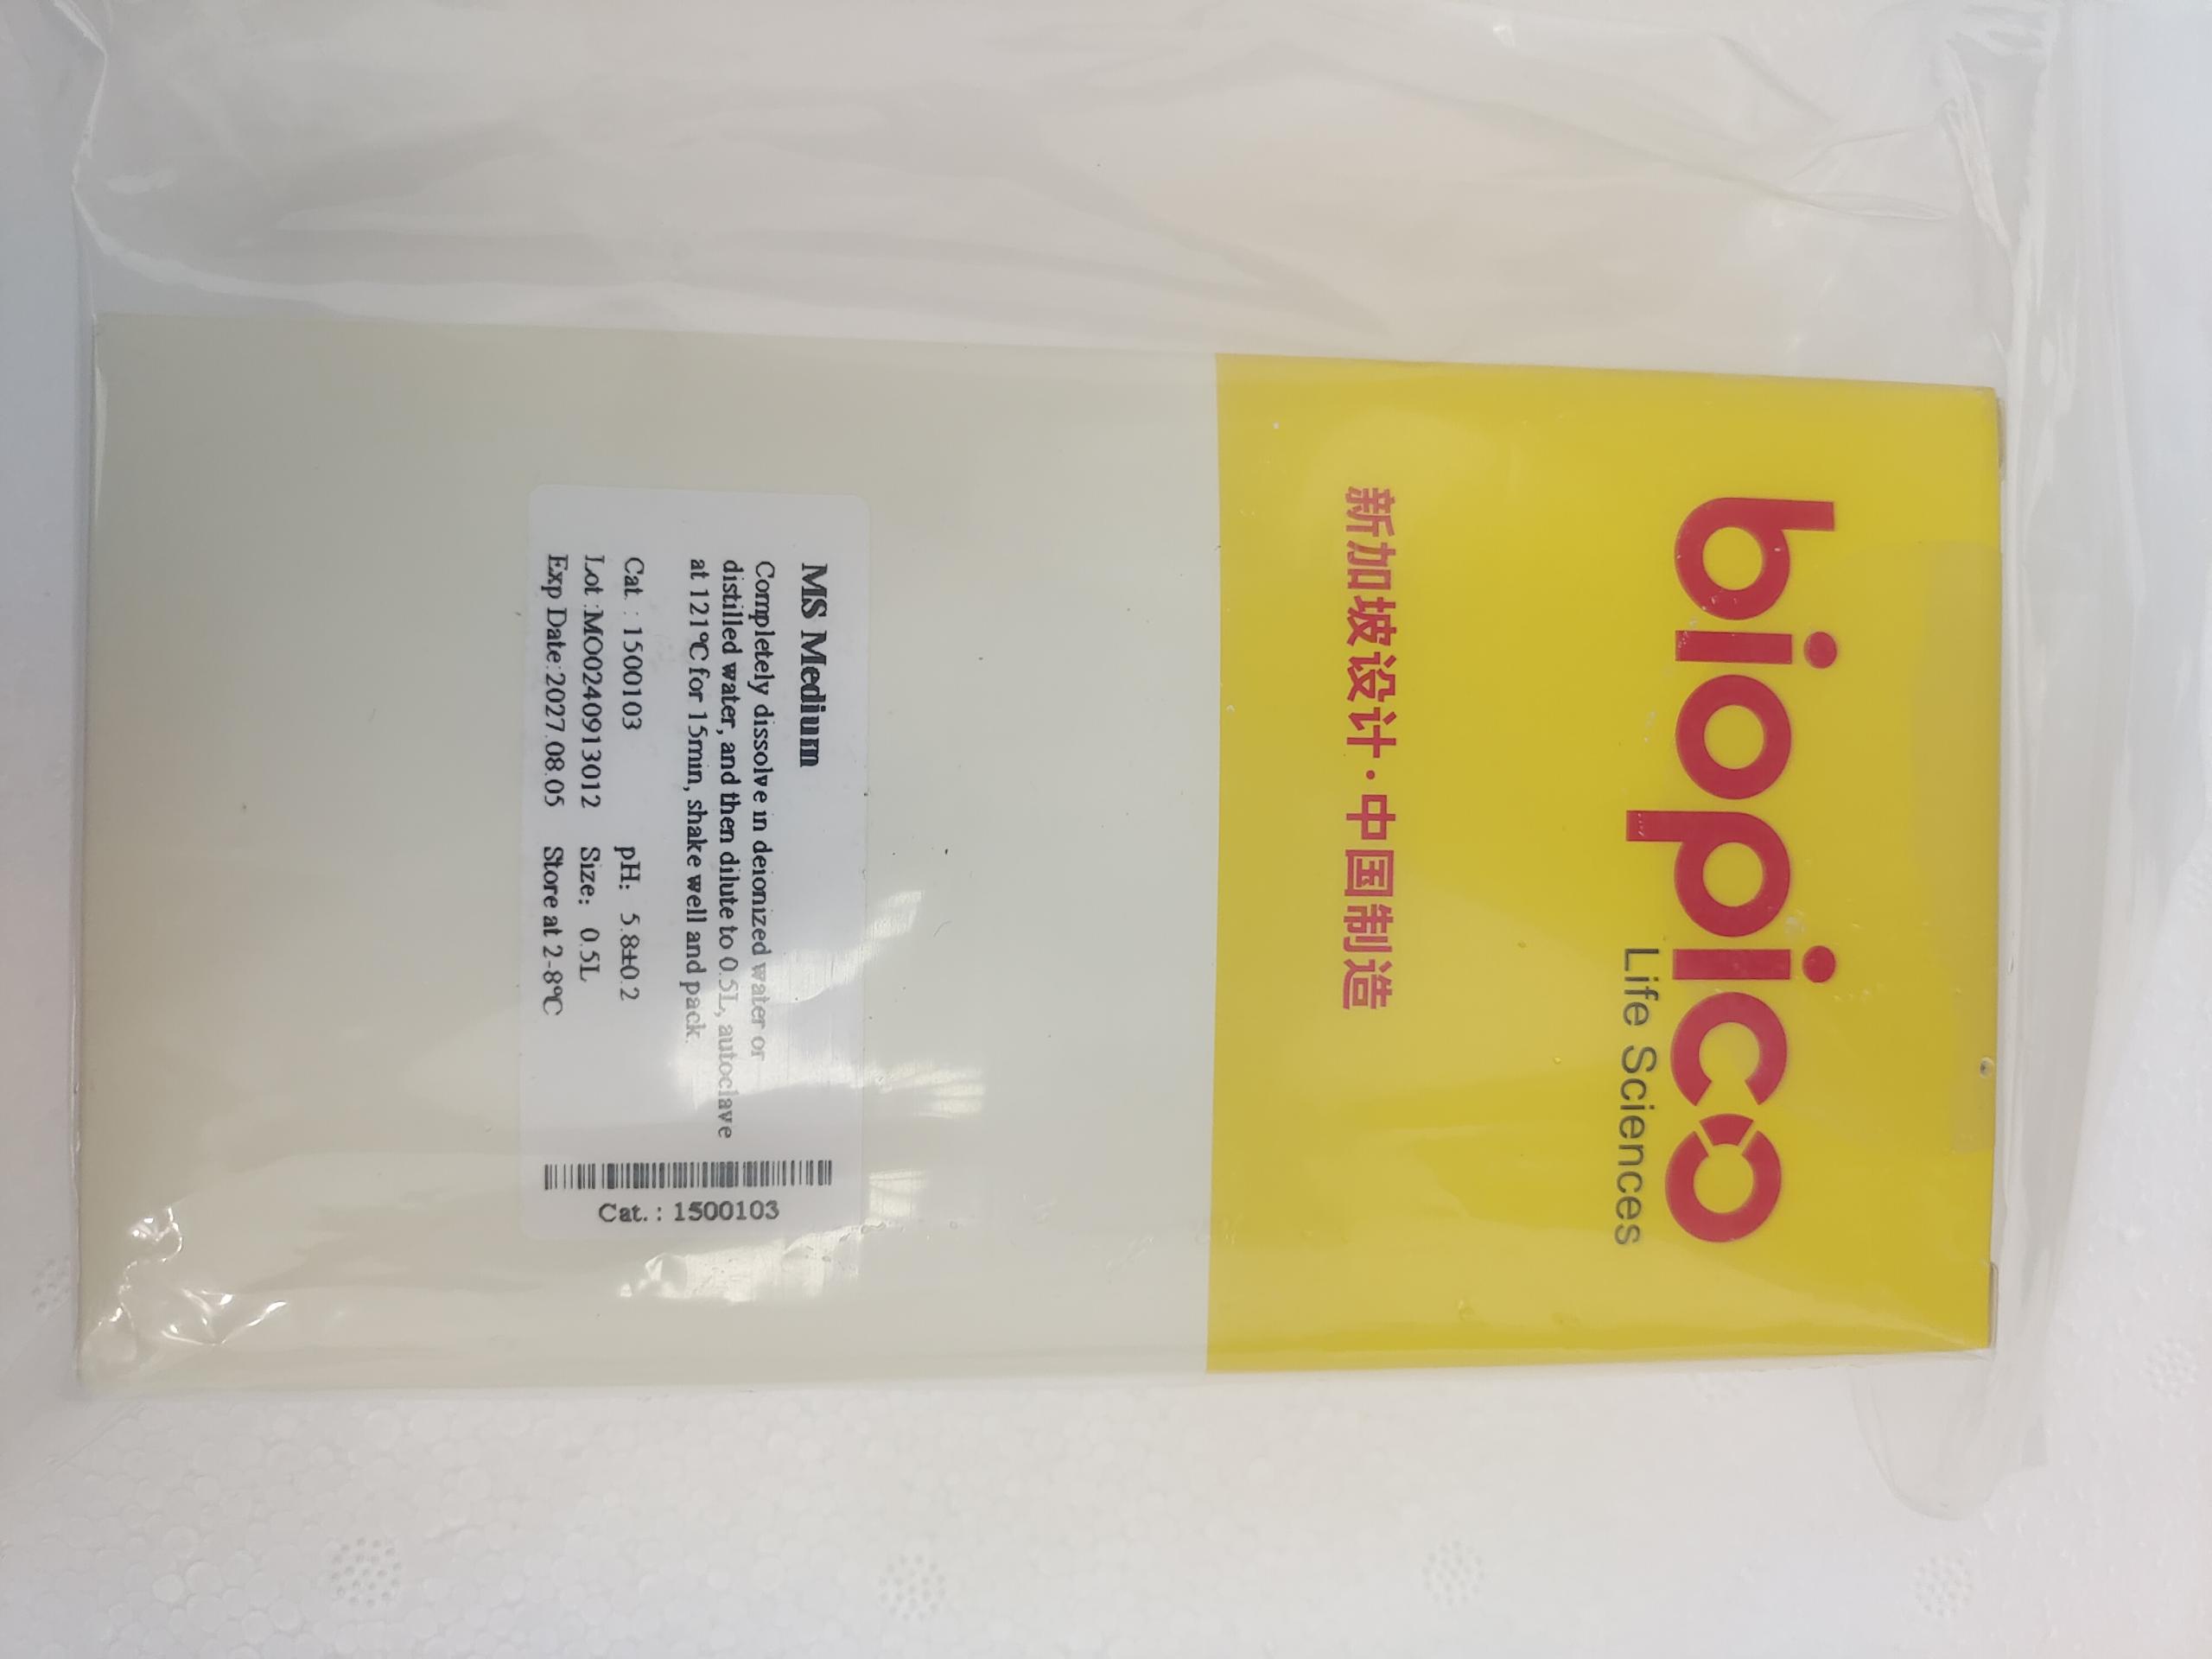 biopico
Life Sciences
新加坡设计·中国制造
MS Medium
Completely dissolve in deionized water or
distilled water, and then dilute to 0.5L, autoclave
at 121℃ for 15min, shake well and pack.
Cat. : 1500103 pH: 5.8±0.2
Lot :MO0240913012 Size: 0.5L
Exp Date:2027.08.05 Store at 2-8℃
Cat. : 1500103